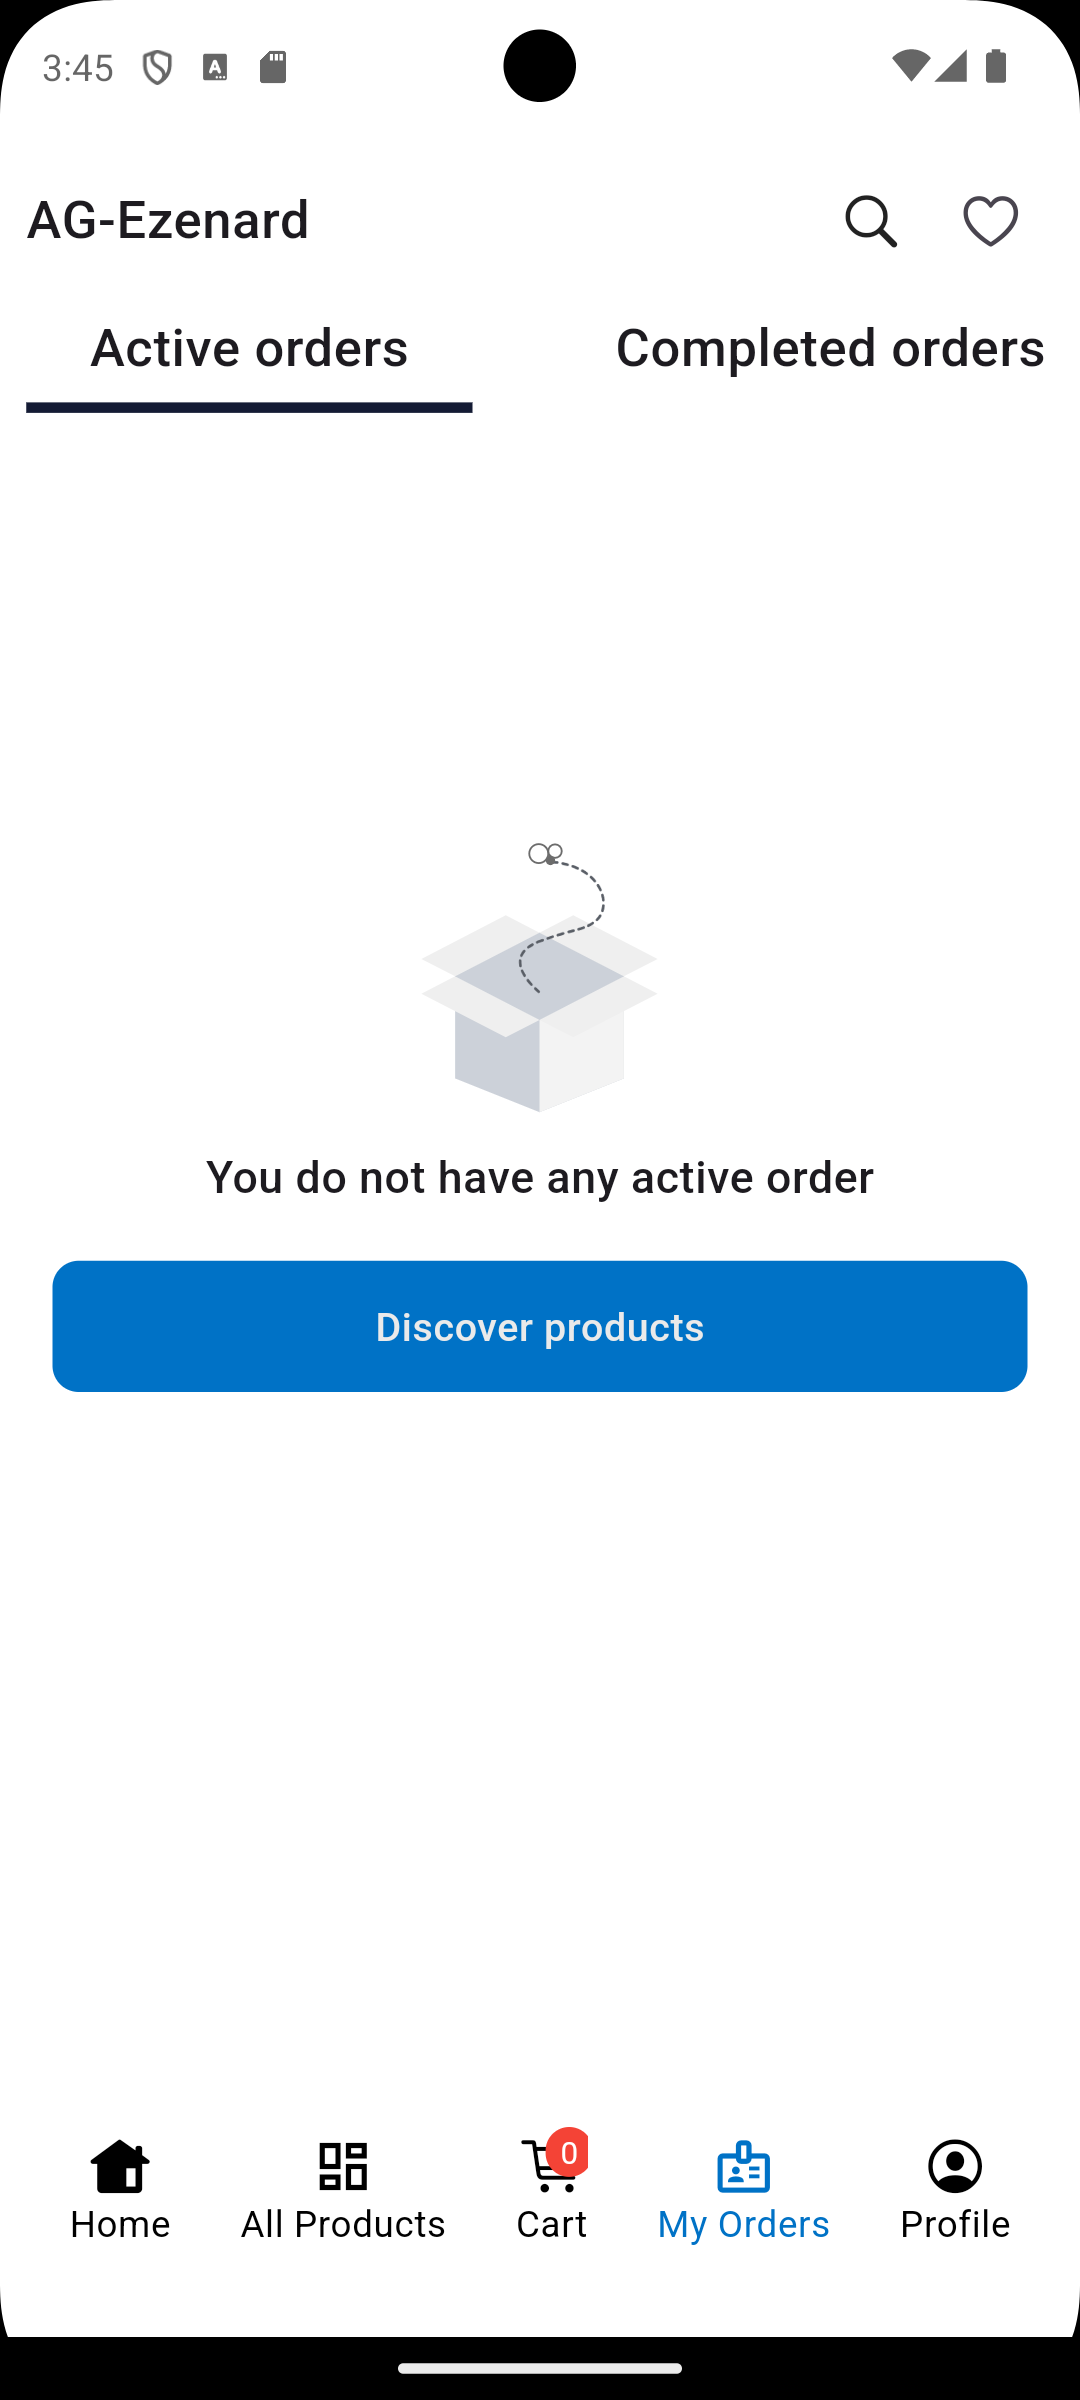 3:45
AG-Ezenard
Active orders
Completed orders
You do not have any active order
Discover products
0
Home
All Products
Cart
My Orders
Profile